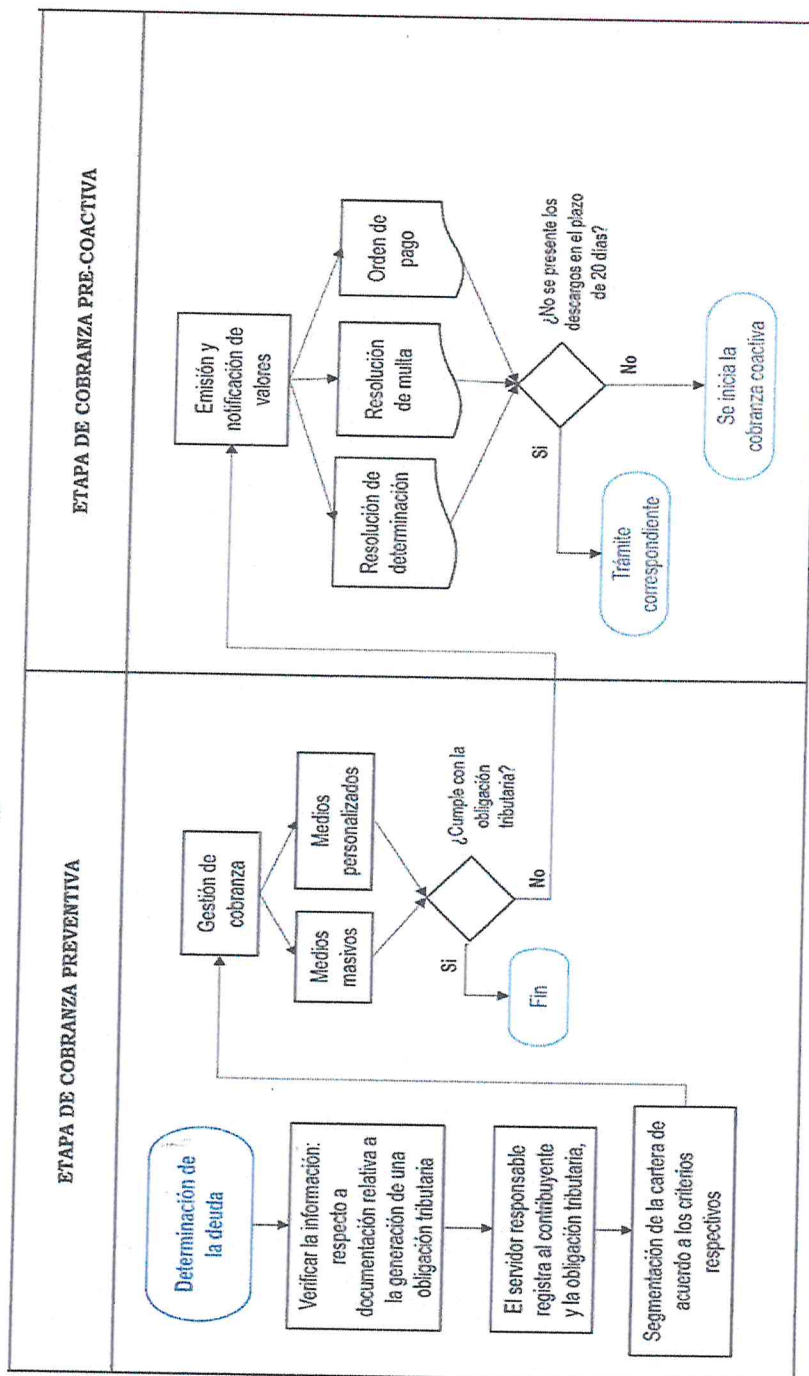 ETAPA DE COBRANZA PREVENTIVA
Determinación de
la deuda
Verificar la información:
respecto a
documentación relativa a
la generación de una
obligación tributaria
El servidor responsable
registra al contribuyente
y la obligación tributaria,
Segmentación de la cartera de
acuerdo a los criterios
respectivos
Gestión de
cobranza
Medios
masivos
Medios
personalizados
¿Cumple con la
obligación
tributaria?
Si
Fin
No
ETAPA DE COBRANZA PRE-COACTIVA
Emisión y
notificación de
valores
Resolución de
determinación
Resolución
de multa
Orden de
pago
¿No se presente los
descargos en el plazo
de 20 días?
Si
Trámite
correspondiente
No
Se inicia la
cobranza coactiva